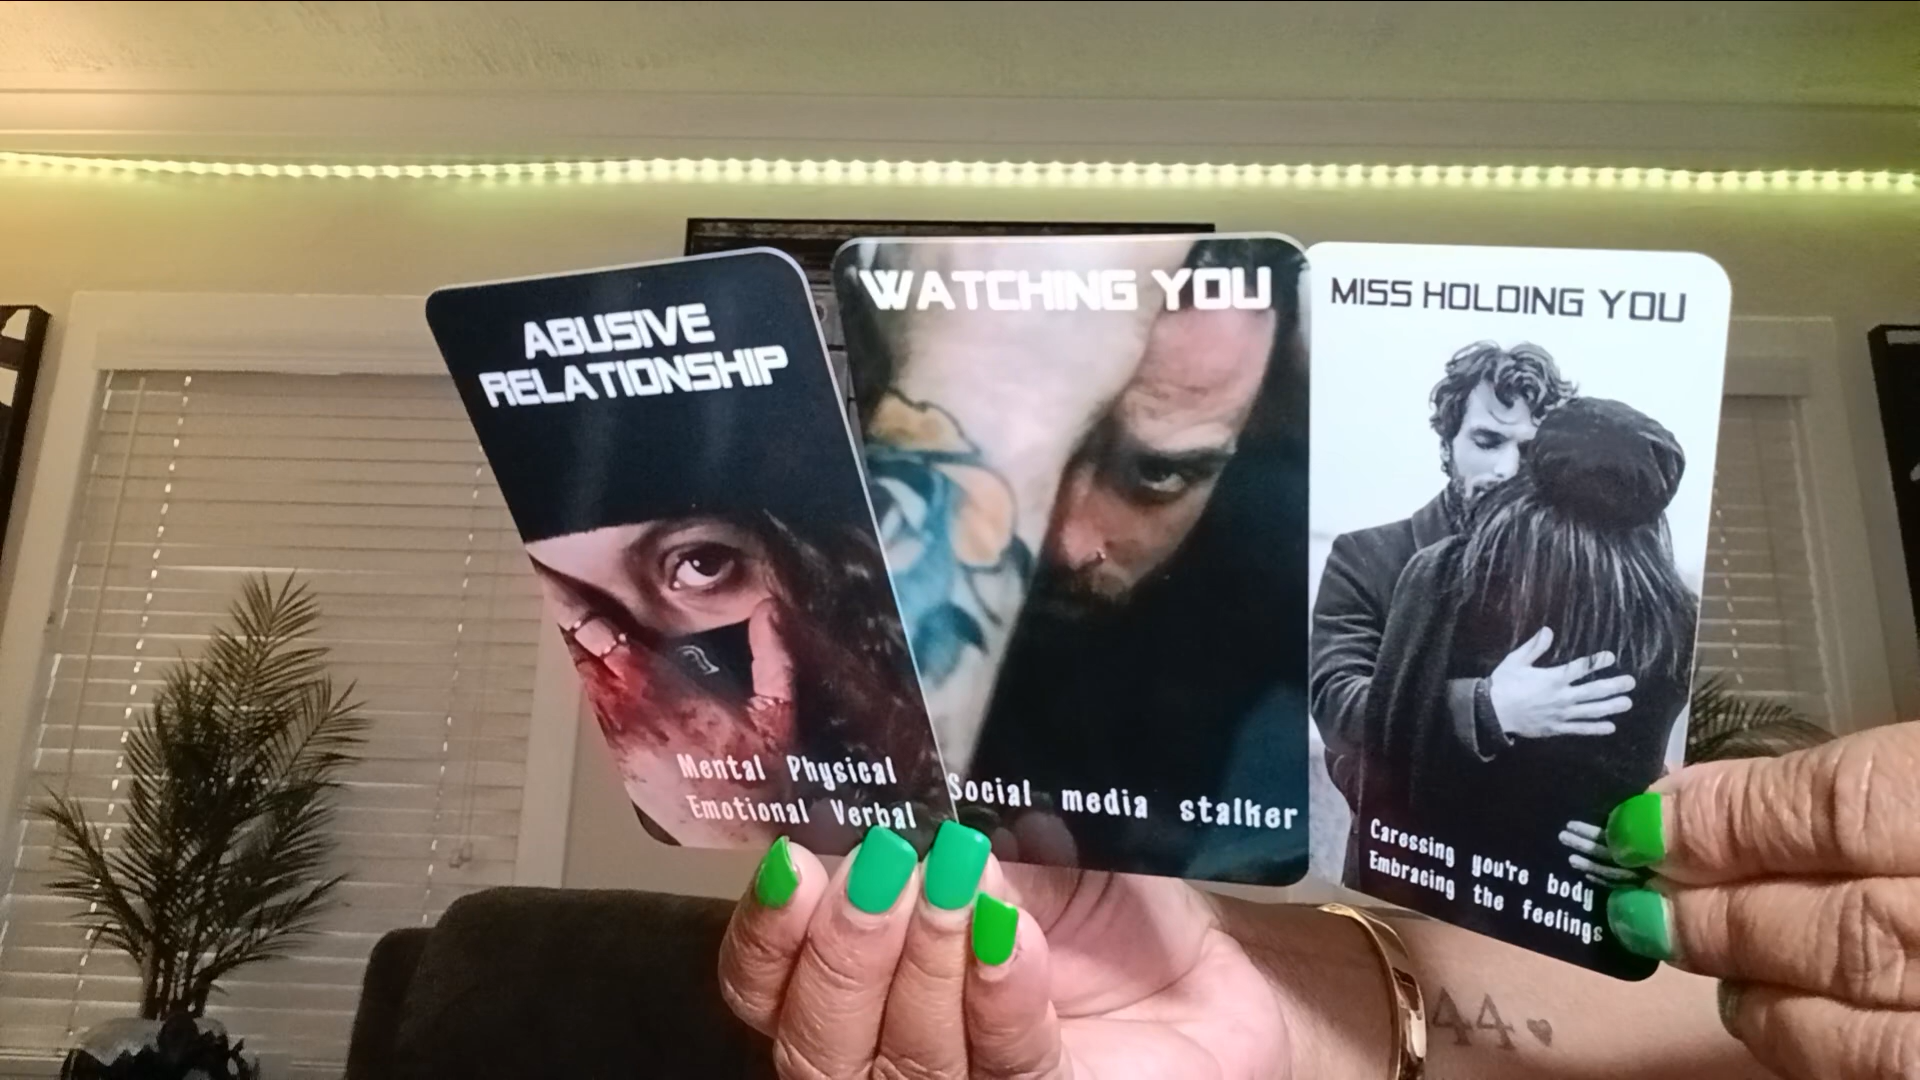 ABUSIVE
RELATIONSHIP
Mental Physical
Emotional Verbal
WATCHING YOU
Social media stalker
MISS HOLDING YOU
Caressing you're body
Embracing the feelings
44